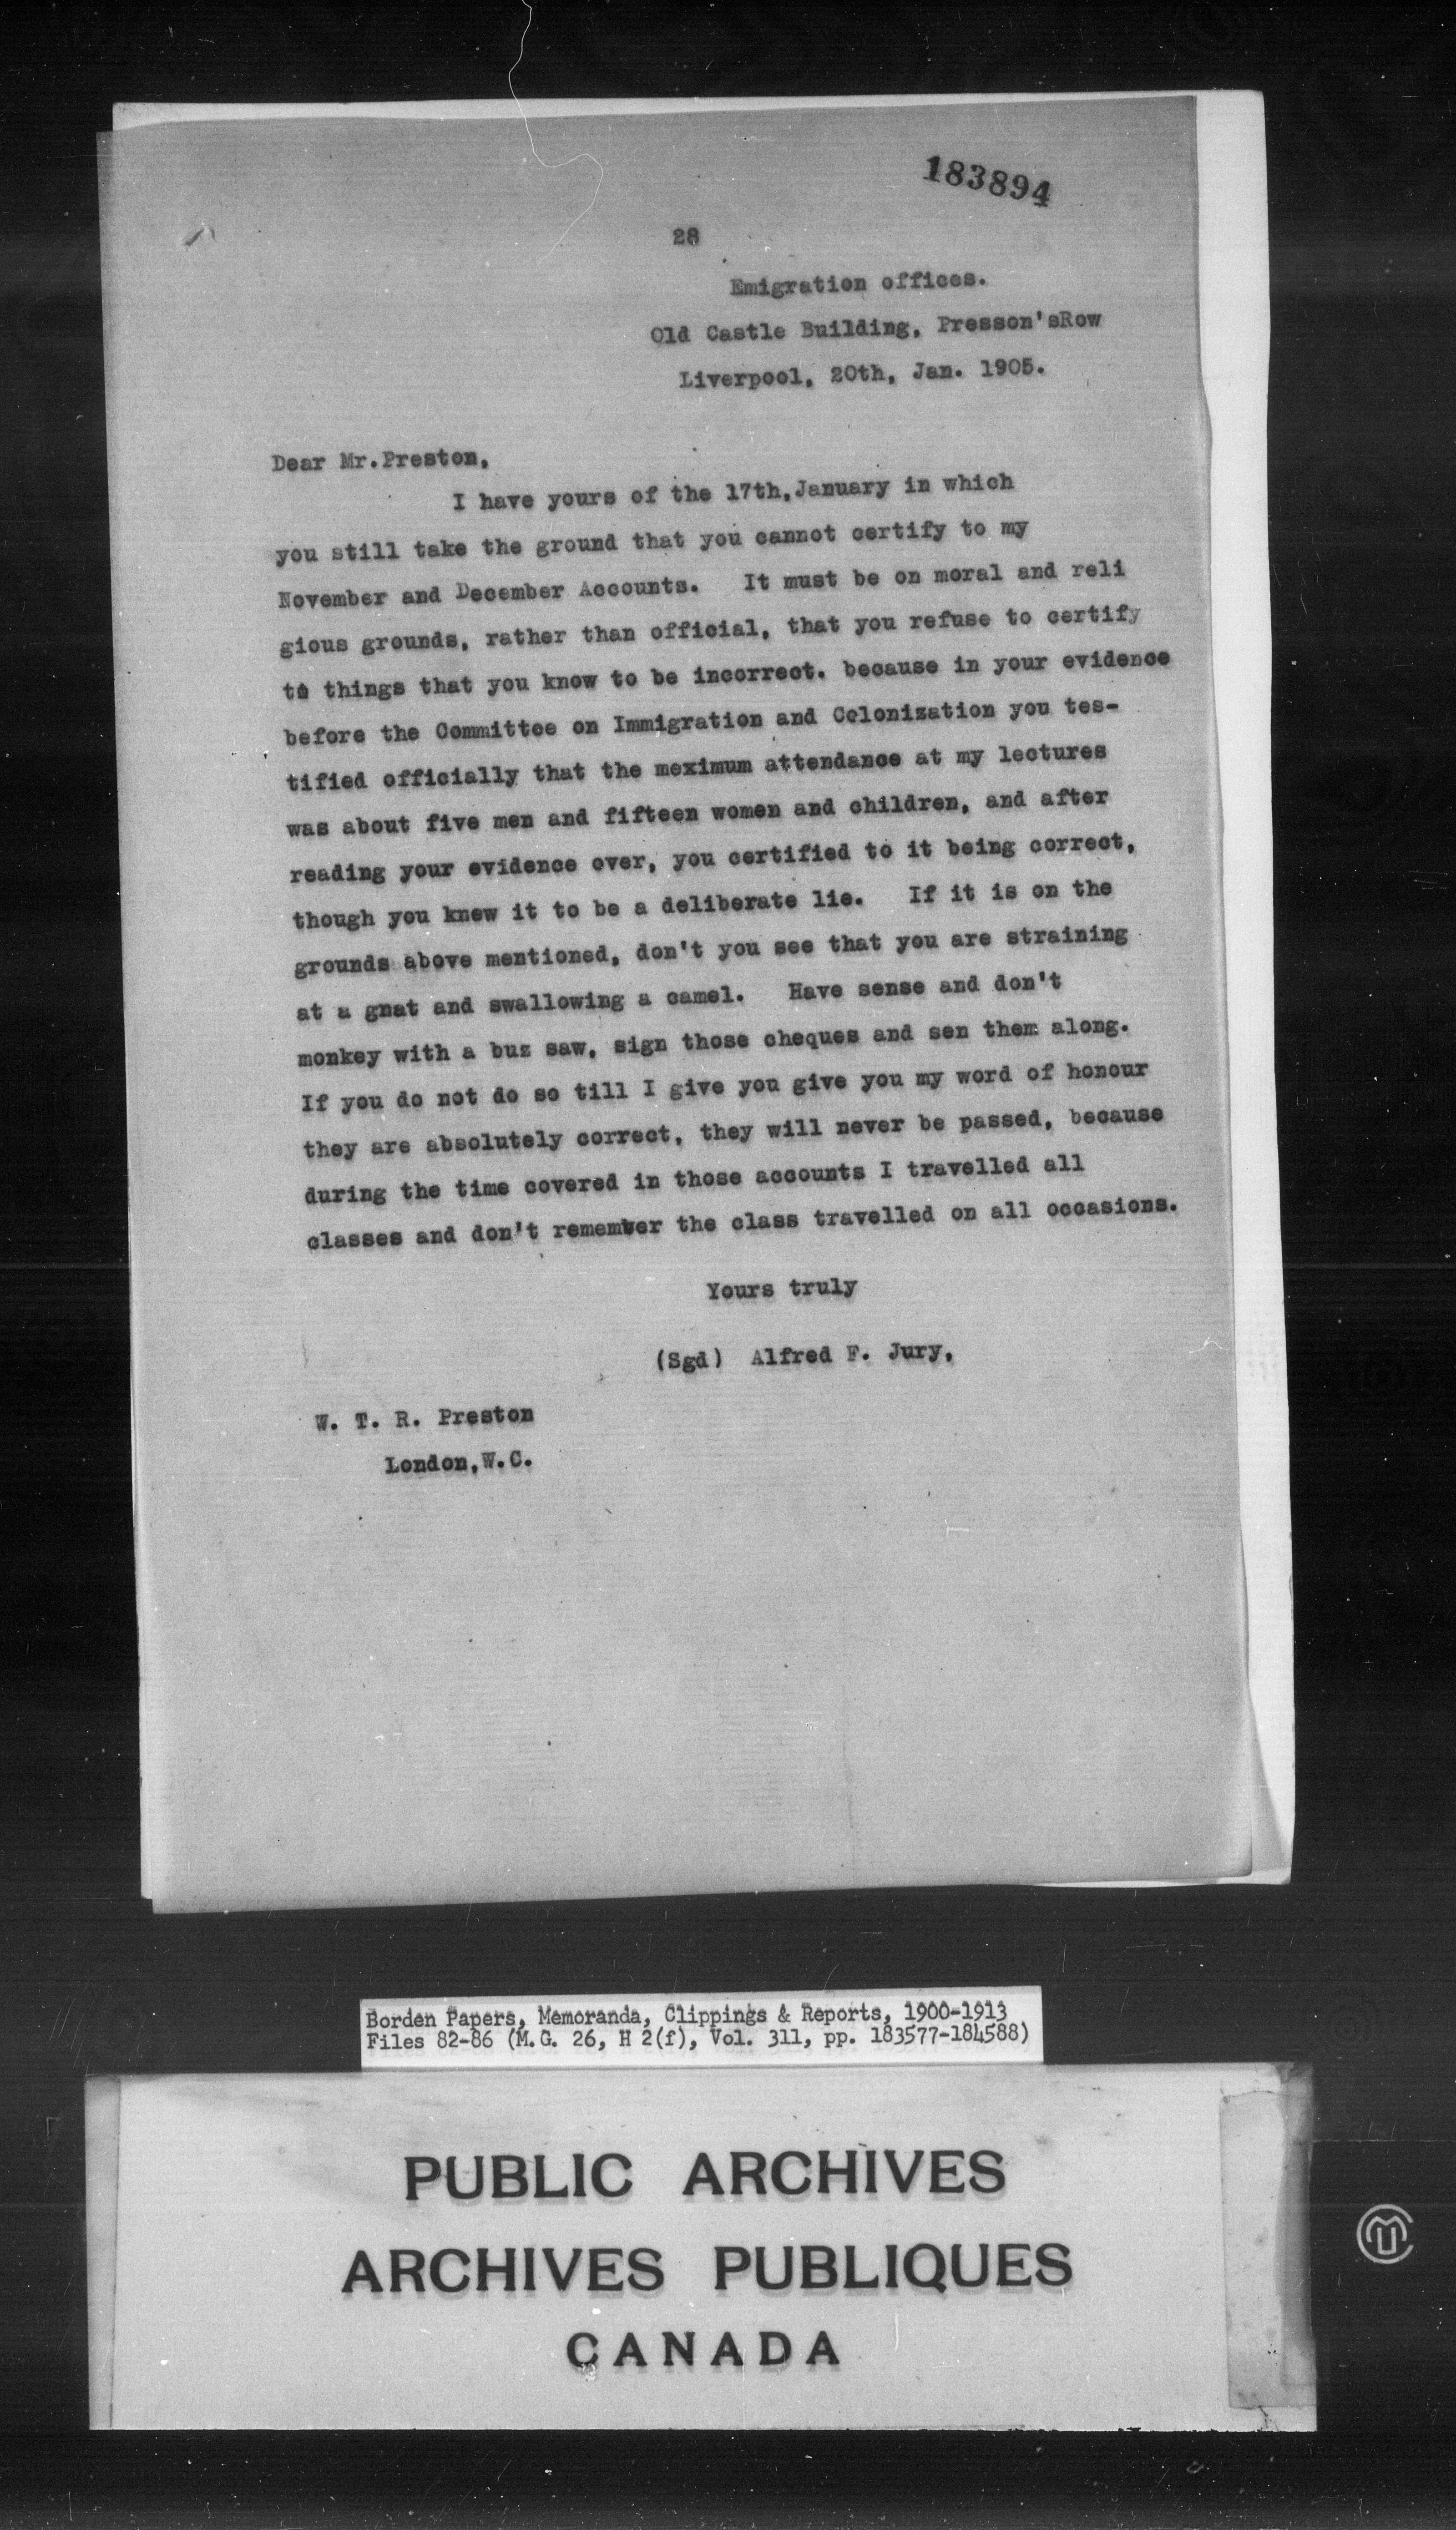 183894
28
Emigration offices.
Old Castle Building, Presson'sRow
Liverpool, 20th, Jan. 1905.
Dear Mr.Preston,
I have yours of the 17th,January in which
you still take the ground that you cannot certify to my
November and December Accounts. It must be on moral and reli
gious grounds, rather than official, that you refuse to certify
to things that you know to be incorrect. because in your evidence
before the Committee on Immigration and Colonization you tes-
tified officially that the meximum attendance at my lectures
was about five men and fifteen women and children, and after
reading your evidence over, you certified to it being correct,
though you knew it to be a deliberate lie. If it is on the
grounds above mentioned, don't you see that you are straining
at a gnat and swallowing a camel. Have sense and don't
monkey with a buz saw, sign those cheques and sen them along.
If you do not do so till I give you give you my word of honour
they are absolutely correct, they will never be passed, because
during the time covered in those accounts I travelled all
classes and don't remember the class travelled on all occasions.
Yours truly
(Sgd) Alfred F. Jury,
W. T. R. Preston
London,W.C.
Borden Papers, Memoranda, Clippings & Reports, 1900-1913
Files 82-86 (M.G. 26, H 2(f), Vol. 311, pp. 183577-184588)
PUBLIC ARCHIVES
ARCHIVES PUBLIQUES
CANADA